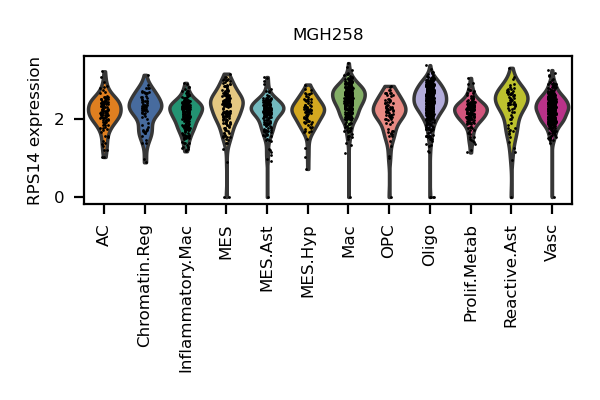 MGH258
RPS14 expression
2
0
AC
Chromatin.Reg
Inflammatory.Mac
MES
MES.Ast
MES.Hyp
Mac
OPC
Oligo
Prolif.Metab
Reactive.Ast
Vasc